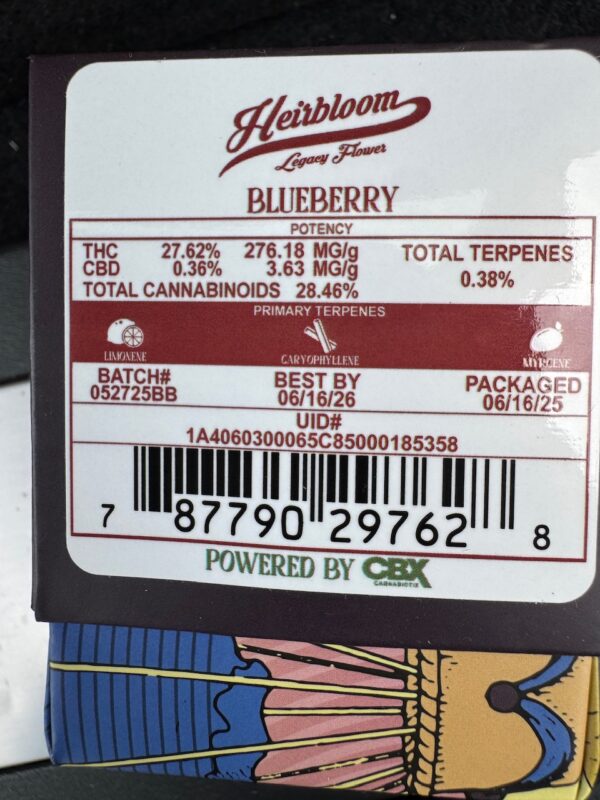 Heirbloom
Legacy Flower
BLUEBERRY
POTENCY
THC 27.62% 276.18 MG/g
CBD 0.36% 3.63 MG/g
TOTAL CANNABINOIDS 28.46%
TOTAL TERPENES
0.38%
PRIMARY TERPENES
LIMONENE CARYOPHYLLENE MYRCENE
BATCH#
052725BB
BEST BY
06/16/26
PACKAGED
06/16/25
UID#
1A4060300065C85000185358
7 87790 29762 8
POWERED BY CBX
CANNABIOTIX